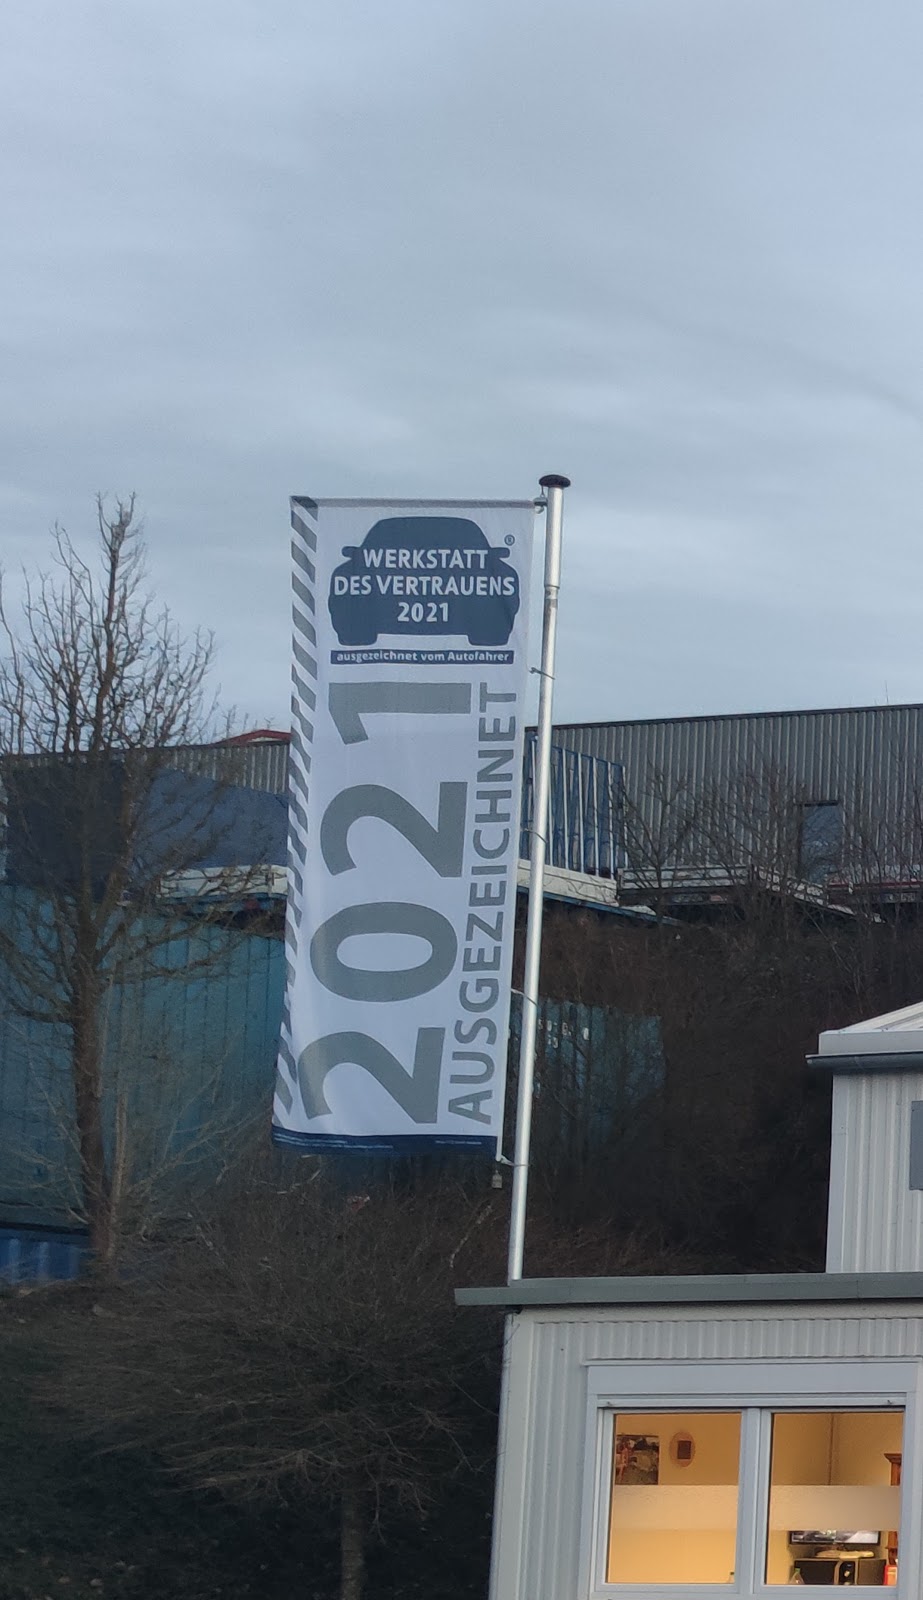 WERKSTATT
DES VERTRAUENS
2021
®
ausgezeichnet vom Autofahrer
2021
AUSGEZEICHNET